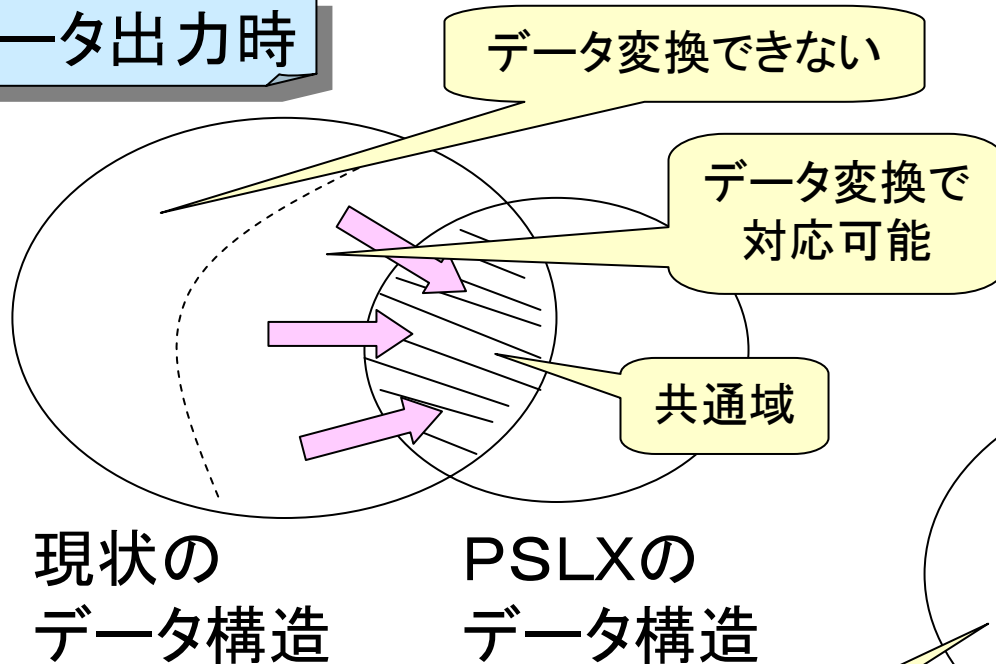 ータ出力時
データ変換できない
データ変換で
対応可能
共通域
現状の
データ構造
PSLXの
データ構造